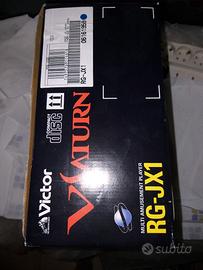 RG-JX1
COMPACT
disc
Victor
V SATURN
MULTI AMUSEMENT PLAYER
RG-JX1
subito